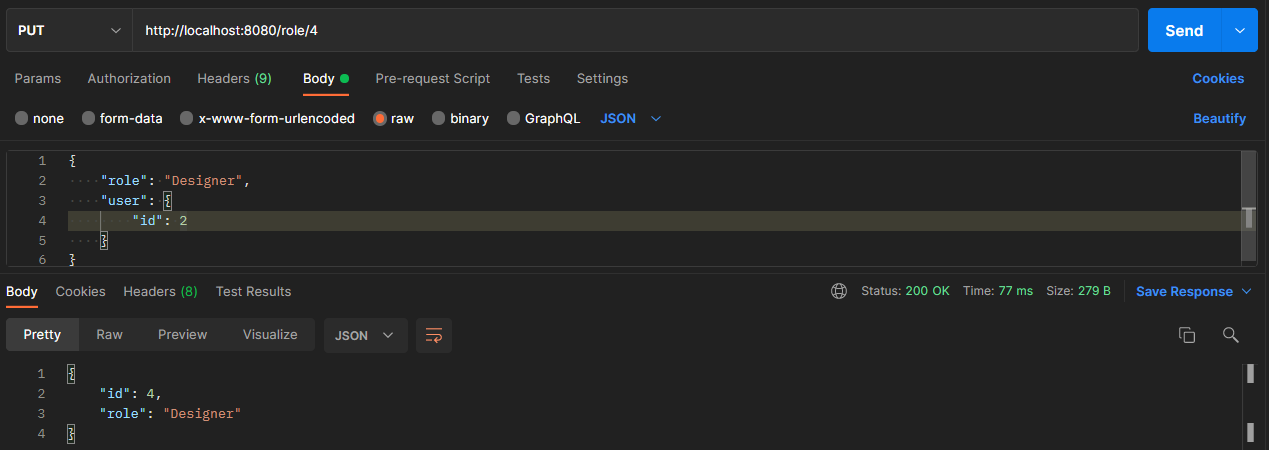 PUT http://localhost:8080/role/4 Send
Params Authorization Headers (9) Body Pre-request Script Tests Settings Cookies
none form-data x-www-form-urlencoded raw binary GraphQL JSON Beautify
1 {
2 "role": "Designer",
3 "user": {
4 "id": 2
5 }
6 }
Body Cookies Headers (8) Test Results Status: 200 OK Time: 77 ms Size: 279 B Save Response
Pretty Raw Preview Visualize JSON
1 {
2 "id": 4,
3 "role": "Designer"
4 }